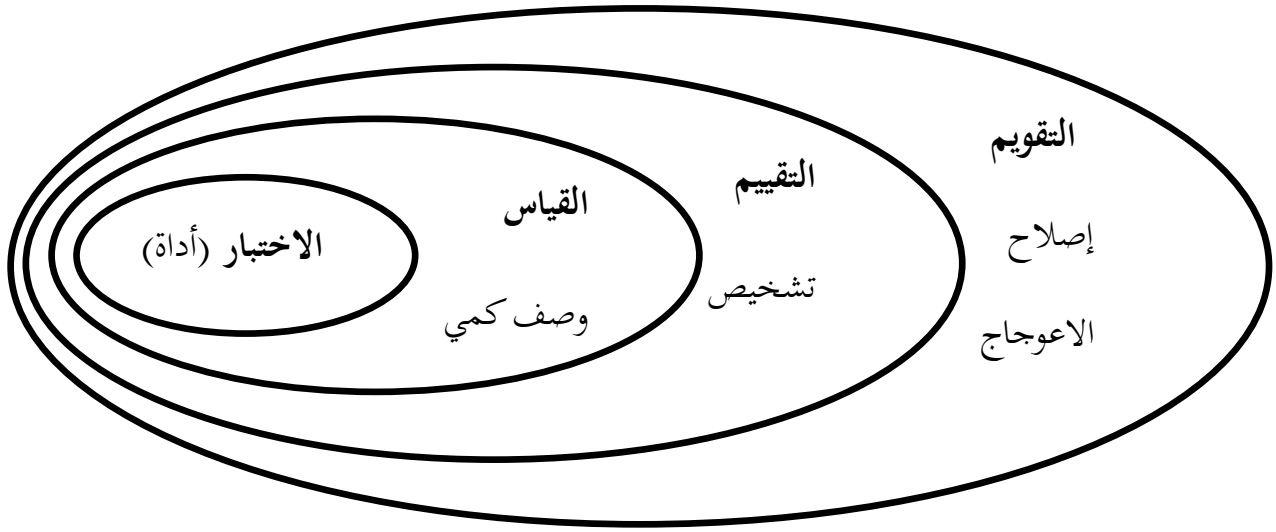 التقويم
إصلاح
الاعوجاج
التقييم
تشخيص
القياس
وصف كمي
الاختبار (أداة)